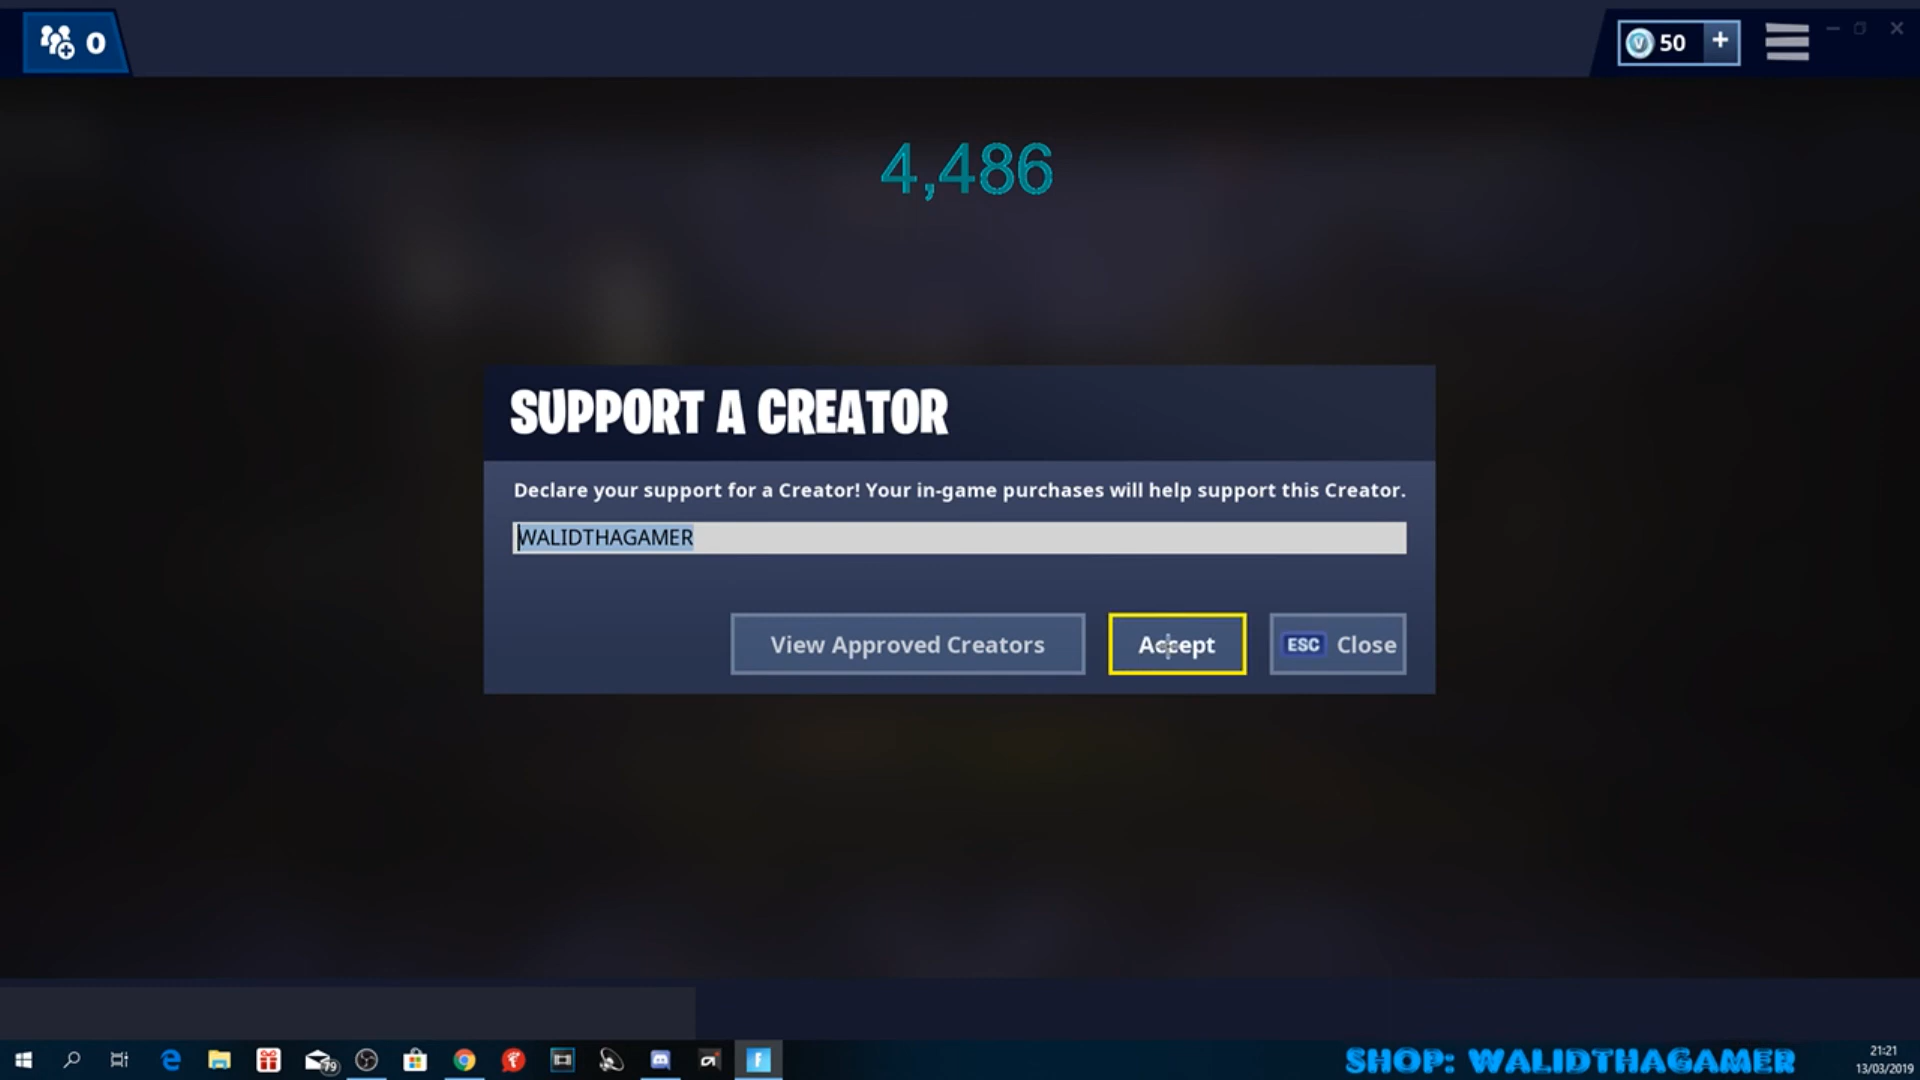 0
50 +
4,486
SUPPORT A CREATOR
Declare your support for a Creator! Your in-game purchases will help support this Creator.
WALIDTHAGAMER
View Approved Creators
Accept
ESC Close
79
SHOP: WALIDTHAGAMER
21:21
13/03/2019